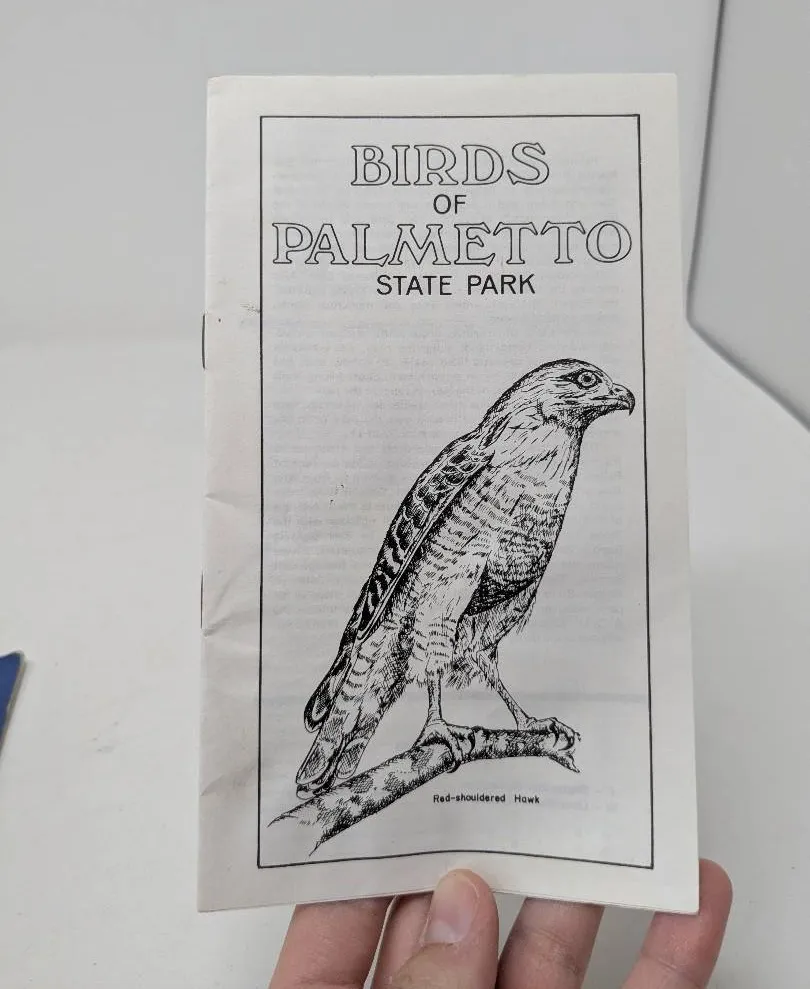 BIRDS
OF
PALMETTO
STATE PARK
Red-shouldered Hawk